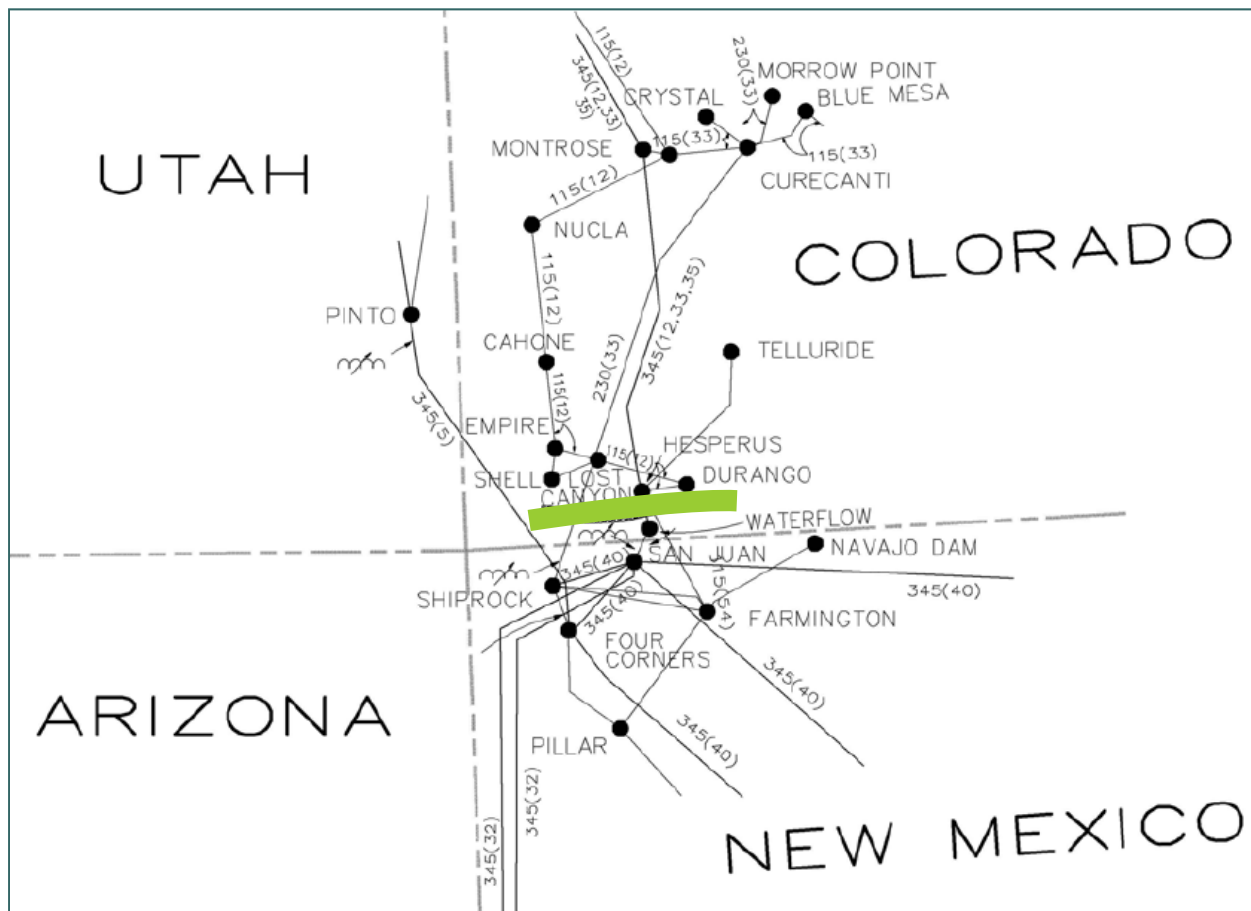 115(12)
345(12,33)
35)
230(33)
MORROW POINT
CRYSTAL
BLUE MESA
MONTROSE
115(33)
115(33)
CURECANTI
UTAH
115(12)
NUCLA
COLORADO
115(12)
PINTO
CAHONE
345(12,33,35)
TELLURIDE
230(33)
115(12)
345(5)
EMPIRE
115(12)
HESPERUS
SHELL
LOST
CANYON
DURANGO
WATERFLOW
SAN JUAN
NAVAJO DAM
345(40)
345(40)
SHIPROCK
345(40)
115(54)
FARMINGTON
FOUR
CORNERS
ARIZONA
345(40)
345(40)
PILLAR
345(32)
345(32)
NEW MEXICO